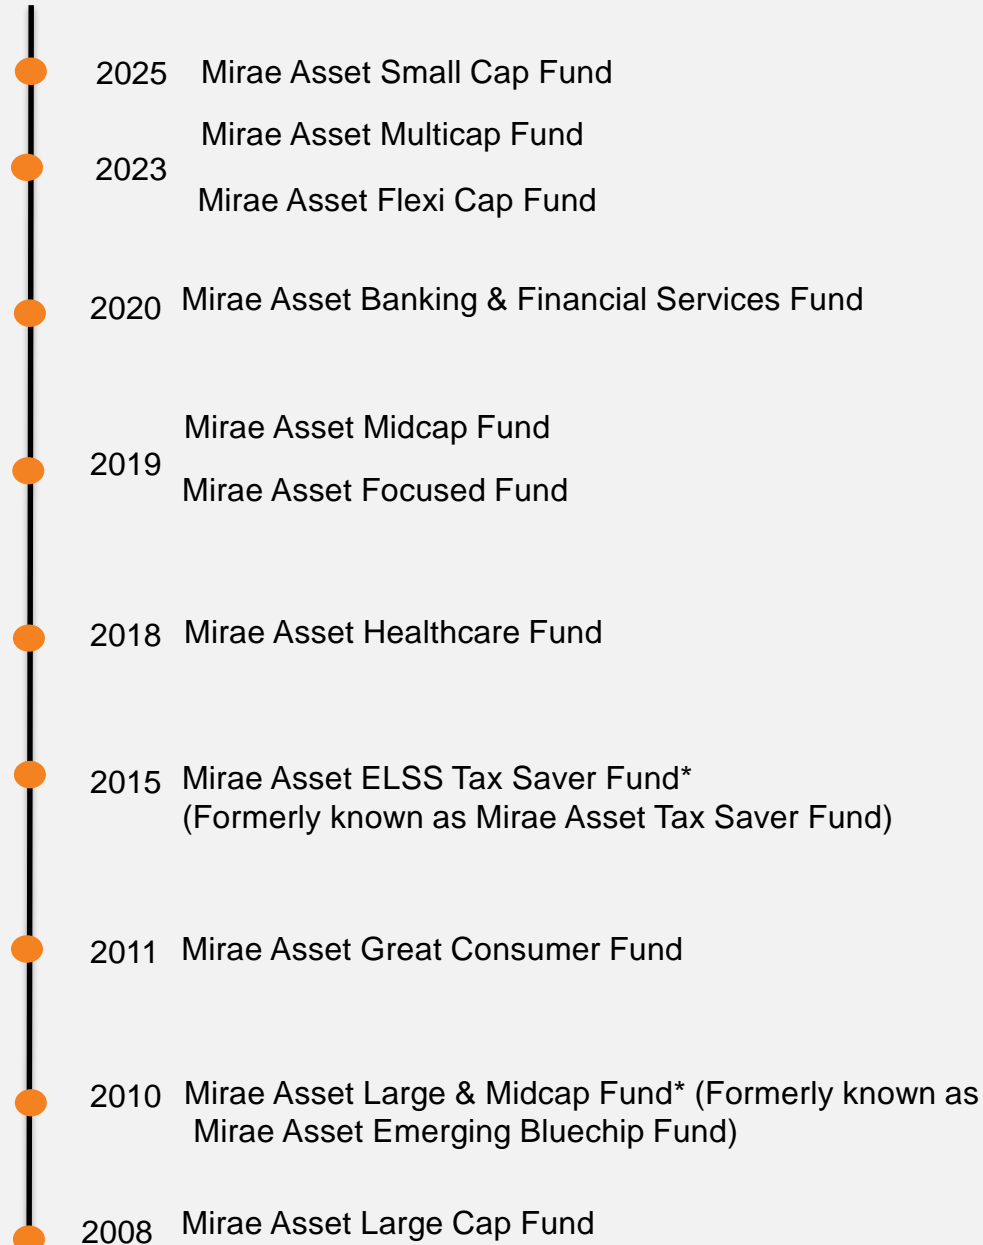 2025 Mirae Asset Small Cap Fund
Mirae Asset Multicap Fund
2023
Mirae Asset Flexi Cap Fund
2020 Mirae Asset Banking & Financial Services Fund
Mirae Asset Midcap Fund
2019
Mirae Asset Focused Fund
2018 Mirae Asset Healthcare Fund
2015 Mirae Asset ELSS Tax Saver Fund*
(Formerly known as Mirae Asset Tax Saver Fund)
2011 Mirae Asset Great Consumer Fund
2010 Mirae Asset Large & Midcap Fund* (Formerly known as
Mirae Asset Emerging Bluechip Fund)
2008 Mirae Asset Large Cap Fund